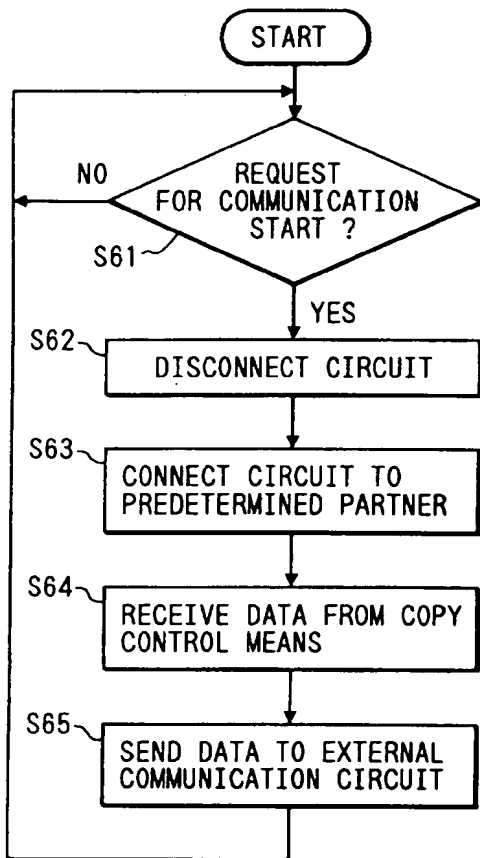 START
REQUEST
FOR COMMUNICATION
START ?
NO
S61
YES
S62
DISCONNECT CIRCUIT
S63
CONNECT CIRCUIT TO
PREDETERMINED PARTNER
S64
RECEIVE DATA FROM COPY
CONTROL MEANS
S65
SEND DATA TO EXTERNAL
COMMUNICATION CIRCUIT